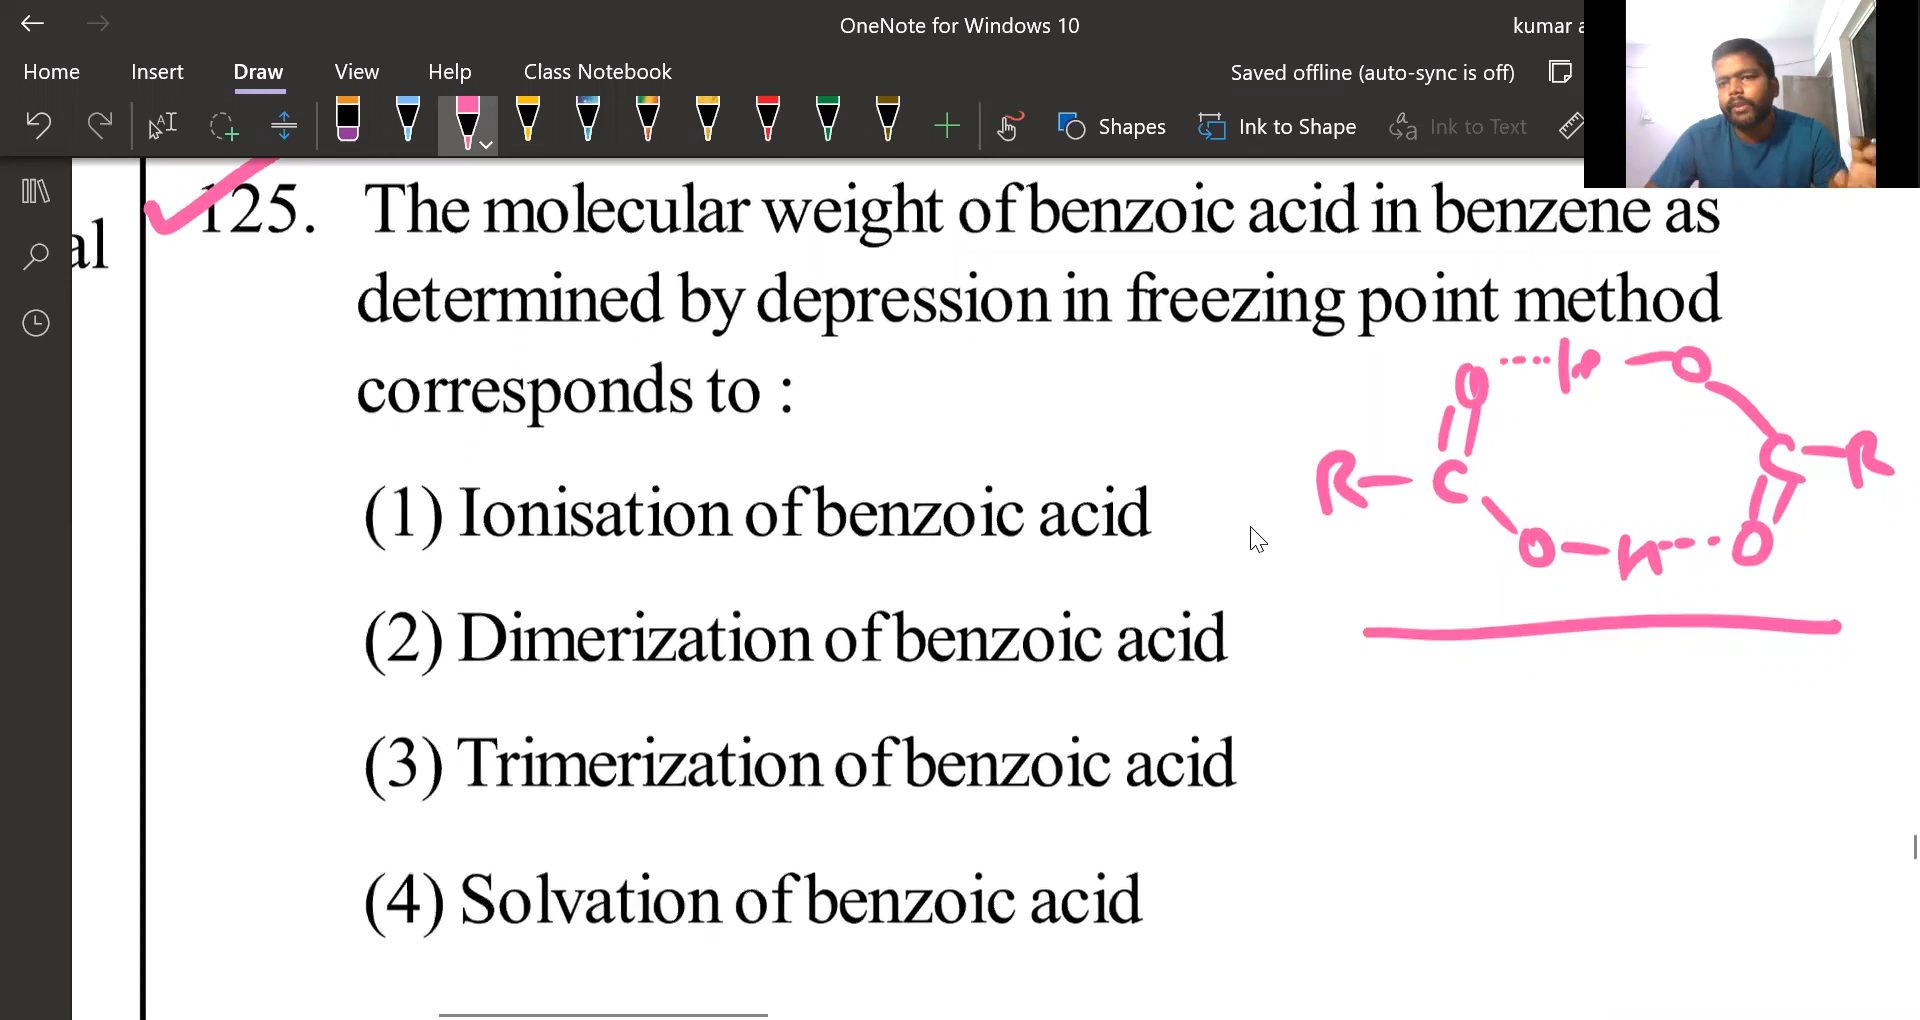 OneNote for Windows 10
kumar a
Home Insert Draw View Help Class Notebook
Saved offline (auto-sync is off)
Shapes Ink to Shape Ink to Text
al
125. The molecular weight of benzoic acid in benzene as
determined by depression in freezing point method
corresponds to :
(1) Ionisation of benzoic acid
(2) Dimerization of benzoic acid
(3) Trimerization of benzoic acid
(4) Solvation of benzoic acid
O H O
R C C R
O H O